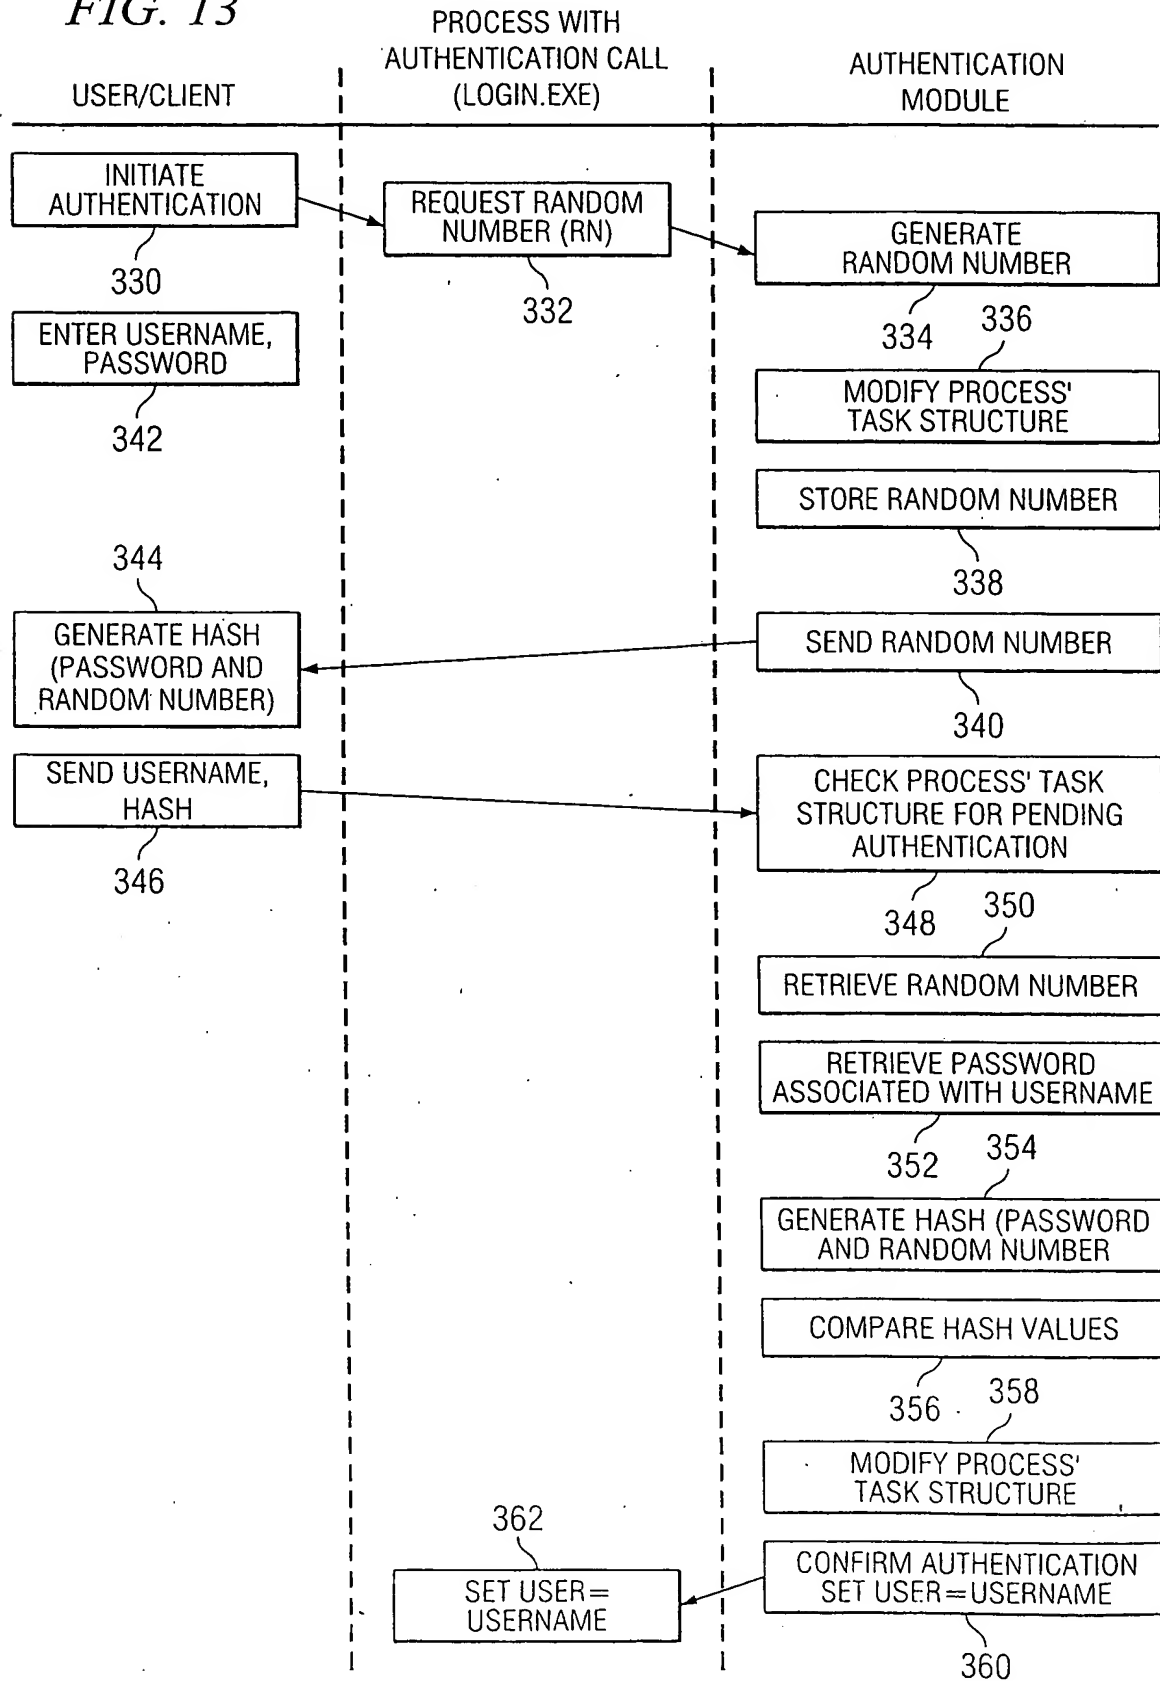 FIG. 13
USER/CLIENT
PROCESS WITH
AUTHENTICATION CALL
(LOGIN.EXE)
AUTHENTICATION
MODULE
INITIATE
AUTHENTICATION
330
REQUEST RANDOM
NUMBER (RN)
332
GENERATE
RANDOM NUMBER
334
336
ENTER USERNAME,
PASSWORD
342
MODIFY PROCESS'
TASK STRUCTURE
STORE RANDOM NUMBER
338
344
GENERATE HASH
(PASSWORD AND
RANDOM NUMBER)
SEND RANDOM NUMBER
340
SEND USERNAME,
HASH
346
CHECK PROCESS' TASK
STRUCTURE FOR PENDING
AUTHENTICATION
348
350
RETRIEVE RANDOM NUMBER
RETRIEVE PASSWORD
ASSOCIATED WITH USERNAME
352
354
GENERATE HASH (PASSWORD
AND RANDOM NUMBER
COMPARE HASH VALUES
356
358
MODIFY PROCESS'
TASK STRUCTURE
362
SET USER=
USERNAME
CONFIRM AUTHENTICATION
SET USER=USERNAME
360